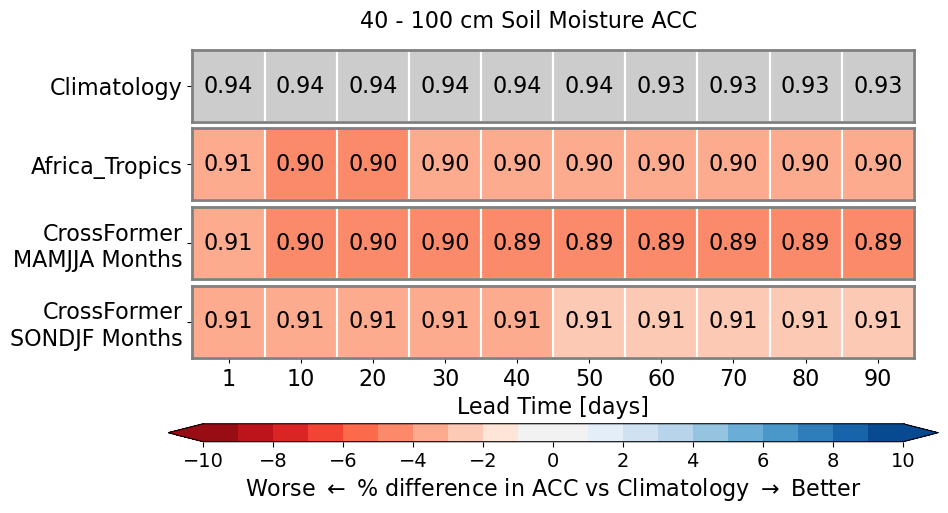 40 - 100 cm Soil Moisture ACC
Climatology 0.94 0.94 0.94 0.94 0.94 0.94 0.93 0.93 0.93 0.93
Africa_Tropics 0.91 0.90 0.90 0.90 0.90 0.90 0.90 0.90 0.90 0.90
CrossFormer
MAMJJA Months 0.91 0.90 0.90 0.90 0.89 0.89 0.89 0.89 0.89 0.89
CrossFormer
SONDJF Months 0.91 0.91 0.91 0.91 0.91 0.91 0.91 0.91 0.91 0.91
1 10 20 30 40 50 60 70 80 90
Lead Time [days]
−10 −8 −6 −4 −2 0 2 4 6 8 10
Worse ← % difference in ACC vs Climatology → Better